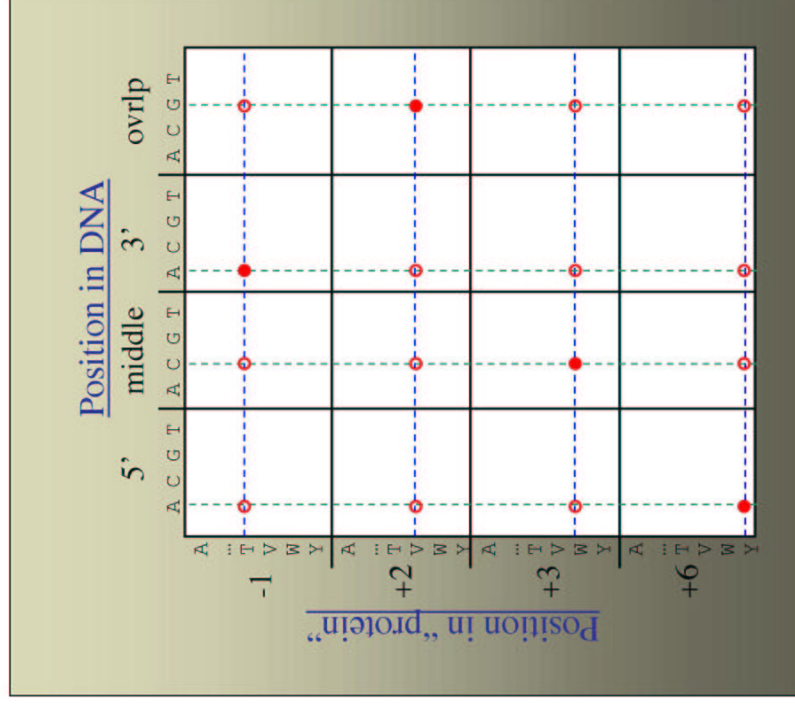 Position in DNA
5’ middle 3’ ovrlp
A C G T A C G T A C G T A C G T
Position in “protein”
-1
A
...
T
V
W
Y
+2
A
...
T
V
W
Y
+3
A
...
T
V
W
Y
+6
A
...
T
V
W
Y